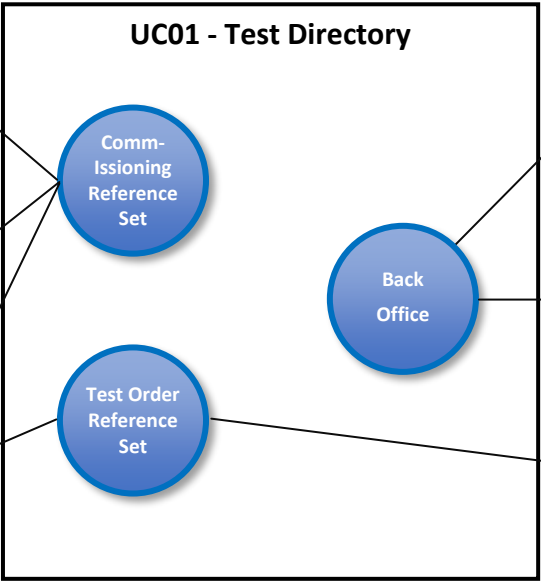 UC01 - Test Directory
Comm-
Issioning
Reference
Set
Back
Office
Test Order
Reference
Set